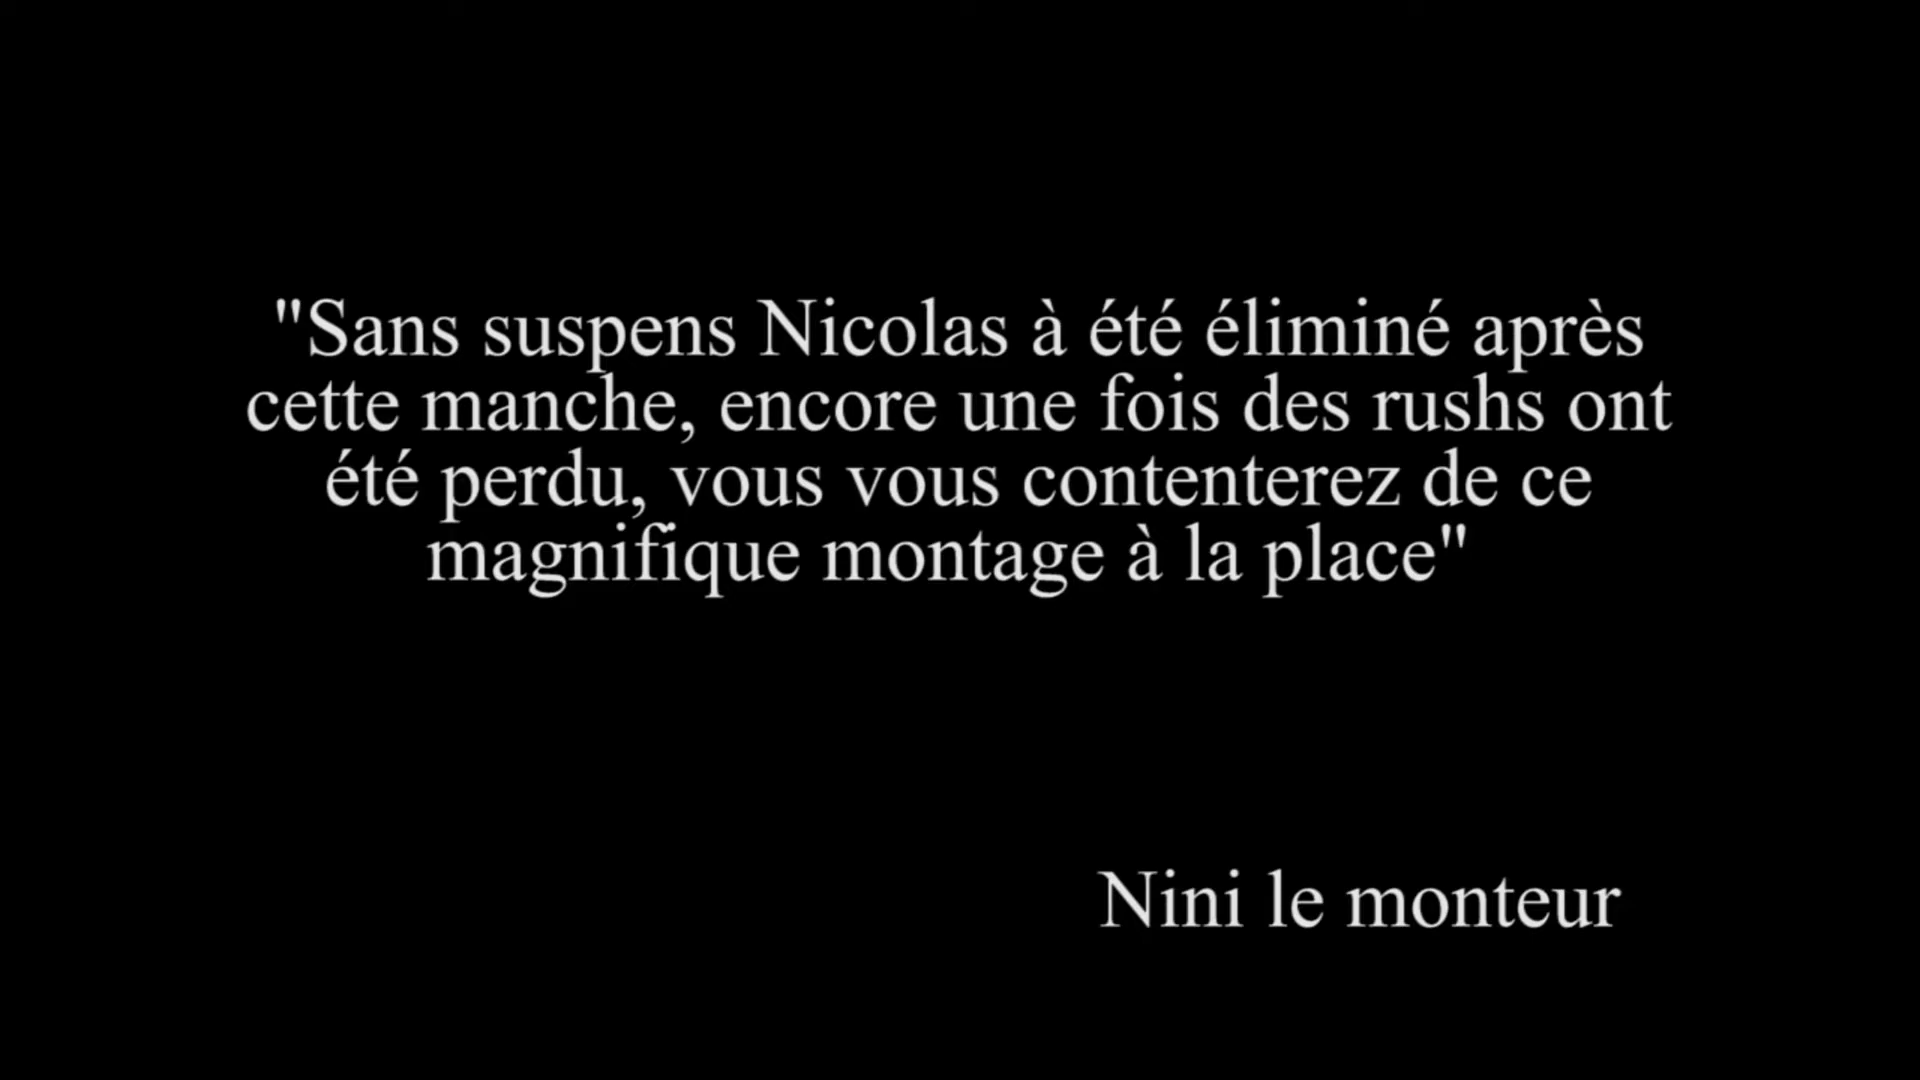 "Sans suspens Nicolas à été éliminé après
cette manche, encore une fois des rushs ont
été perdu, vous vous contenterez de ce
magnifique montage à la place"
Nini le monteur